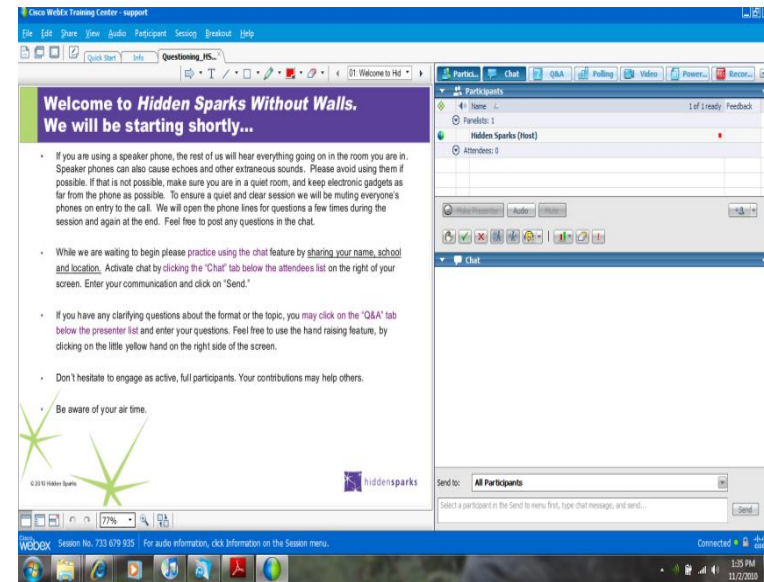 Cisco WebEx Training Center - support
File Edit Share View Audio Participant Session Breakout Help
Quick Start Info Questioning_HS...
T 01: Welcome to Hid
Partici... Chat Q&A Polling Video Power... Recor...
Welcome to Hidden Sparks Without Walls.
We will be starting shortly...
• If you are using a speaker phone, the rest of us will hear everything going on in the room you are in.
Speaker phones can also cause echoes and other extraneous sounds. Please avoid using them if
possible. If that is not possible, make sure you are in a quiet room, and keep electronic gadgets as
far from the phone as possible. To ensure a quiet and clear session we will be muting everyone's
phones on entry to the call. We will open the phone lines for questions a few times during the
session and again at the end. Feel free to post any questions in the chat.
• While we are waiting to begin please practice using the chat feature by sharing your name, school
and location. Activate chat by clicking the "Chat" tab below the attendees list on the right of your
screen. Enter your communication and click on "Send."
• If you have any clarifying questions about the format or the topic, you may click on the "Q&A" tab
below the presenter list and enter your questions. Feel free to use the hand raising feature, by
clicking on the little yellow hand on the right side of the screen.
• Don't hesitate to engage as active, full participants. Your contributions may help others.
• Be aware of your air time.
©2010 Hidden Sparks
hiddensparks
Participants
Name 1 of 1 ready Feedback
Panelists: 1
Hidden Sparks (Host)
Attendees: 0
Make Presenter Audio Mute
Chat
Send to: All Participants
Select a participant in the Send to menu first, type chat message, and send...
Send
77%
Cisco WebEx Session No. 733 679 935 For audio information, click Information on the Session menu.
Connected
1:35 PM
11/2/2010